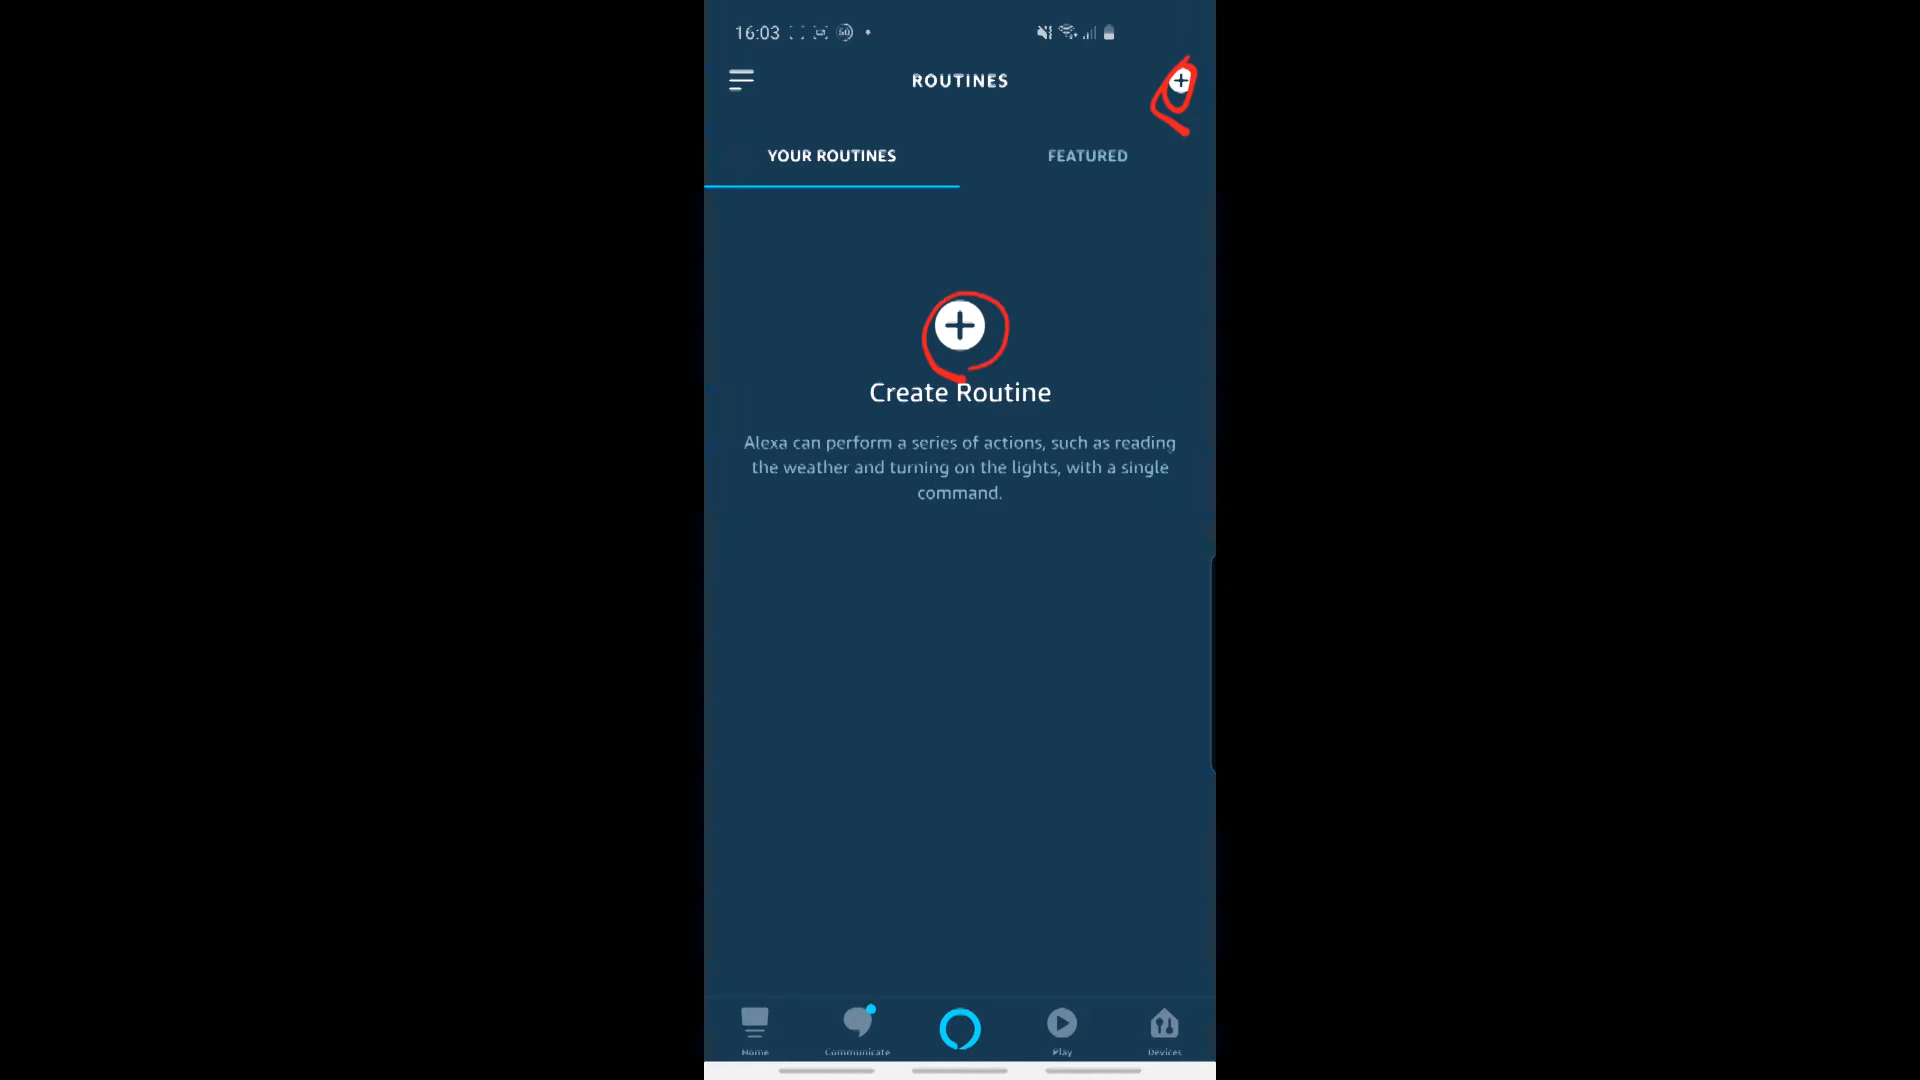 16:03
ROUTINES
YOUR ROUTINES
FEATURED
Create Routine
Alexa can perform a series of actions, such as reading
the weather and turning on the lights, with a single
command.
Home
Communicate
Play
Devices